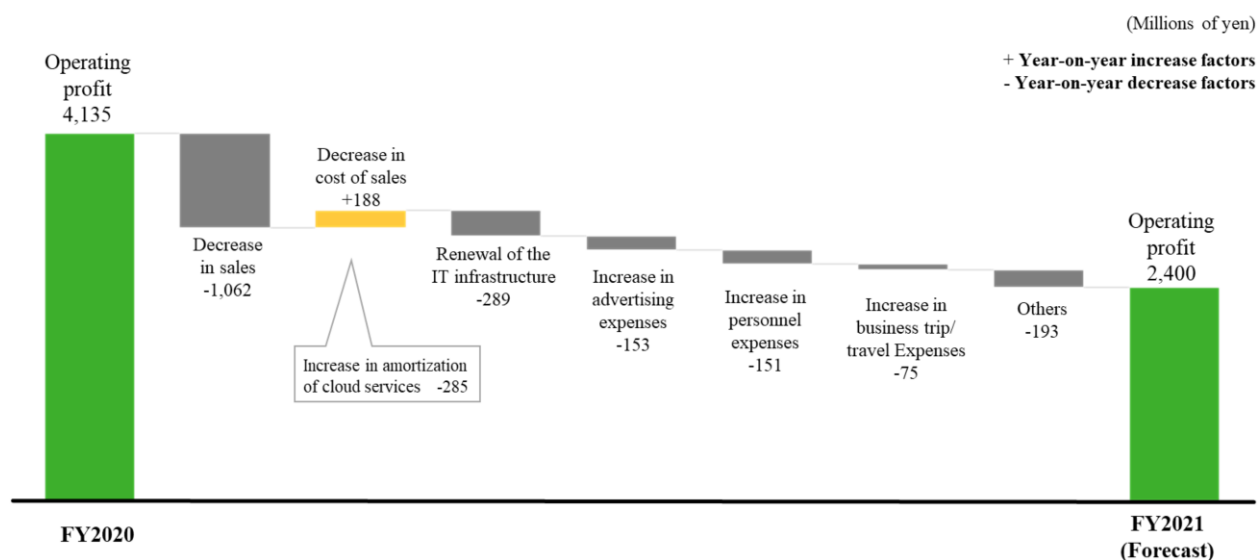 (Millions of yen)
+ Year-on-year increase factors
- Year-on-year decrease factors
Operating
profit
4,135
Decrease
in sales
-1,062
Decrease in
cost of sales
+188
Increase in amortization
of cloud services -285
Renewal of the
IT infrastructure
-289
Increase in
advertising
expenses
-153
Increase in
personnel
expenses
-151
Increase in
business trip/
travel Expenses
-75
Others
-193
Operating
profit
2,400
FY2020
FY2021
(Forecast)